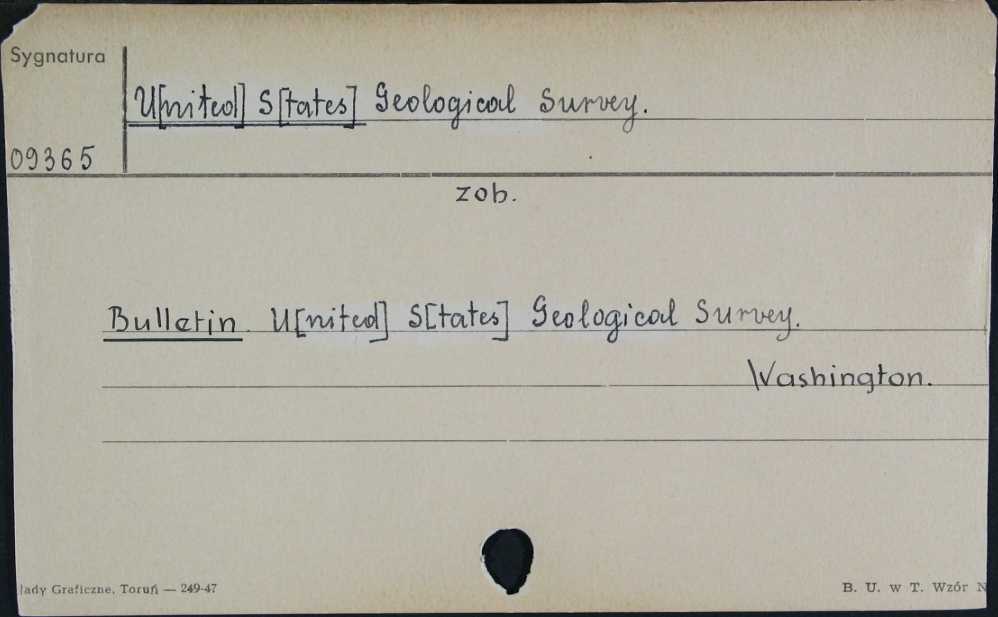 Sygnatura
U[nited] S[tates] Geological Survey.
09365
zob.
Bulletin U[nited] S[tates] Geological Survey.
Washington.
łady Graficzne, Toruń — 249-47
B. U. w T. Wzór N